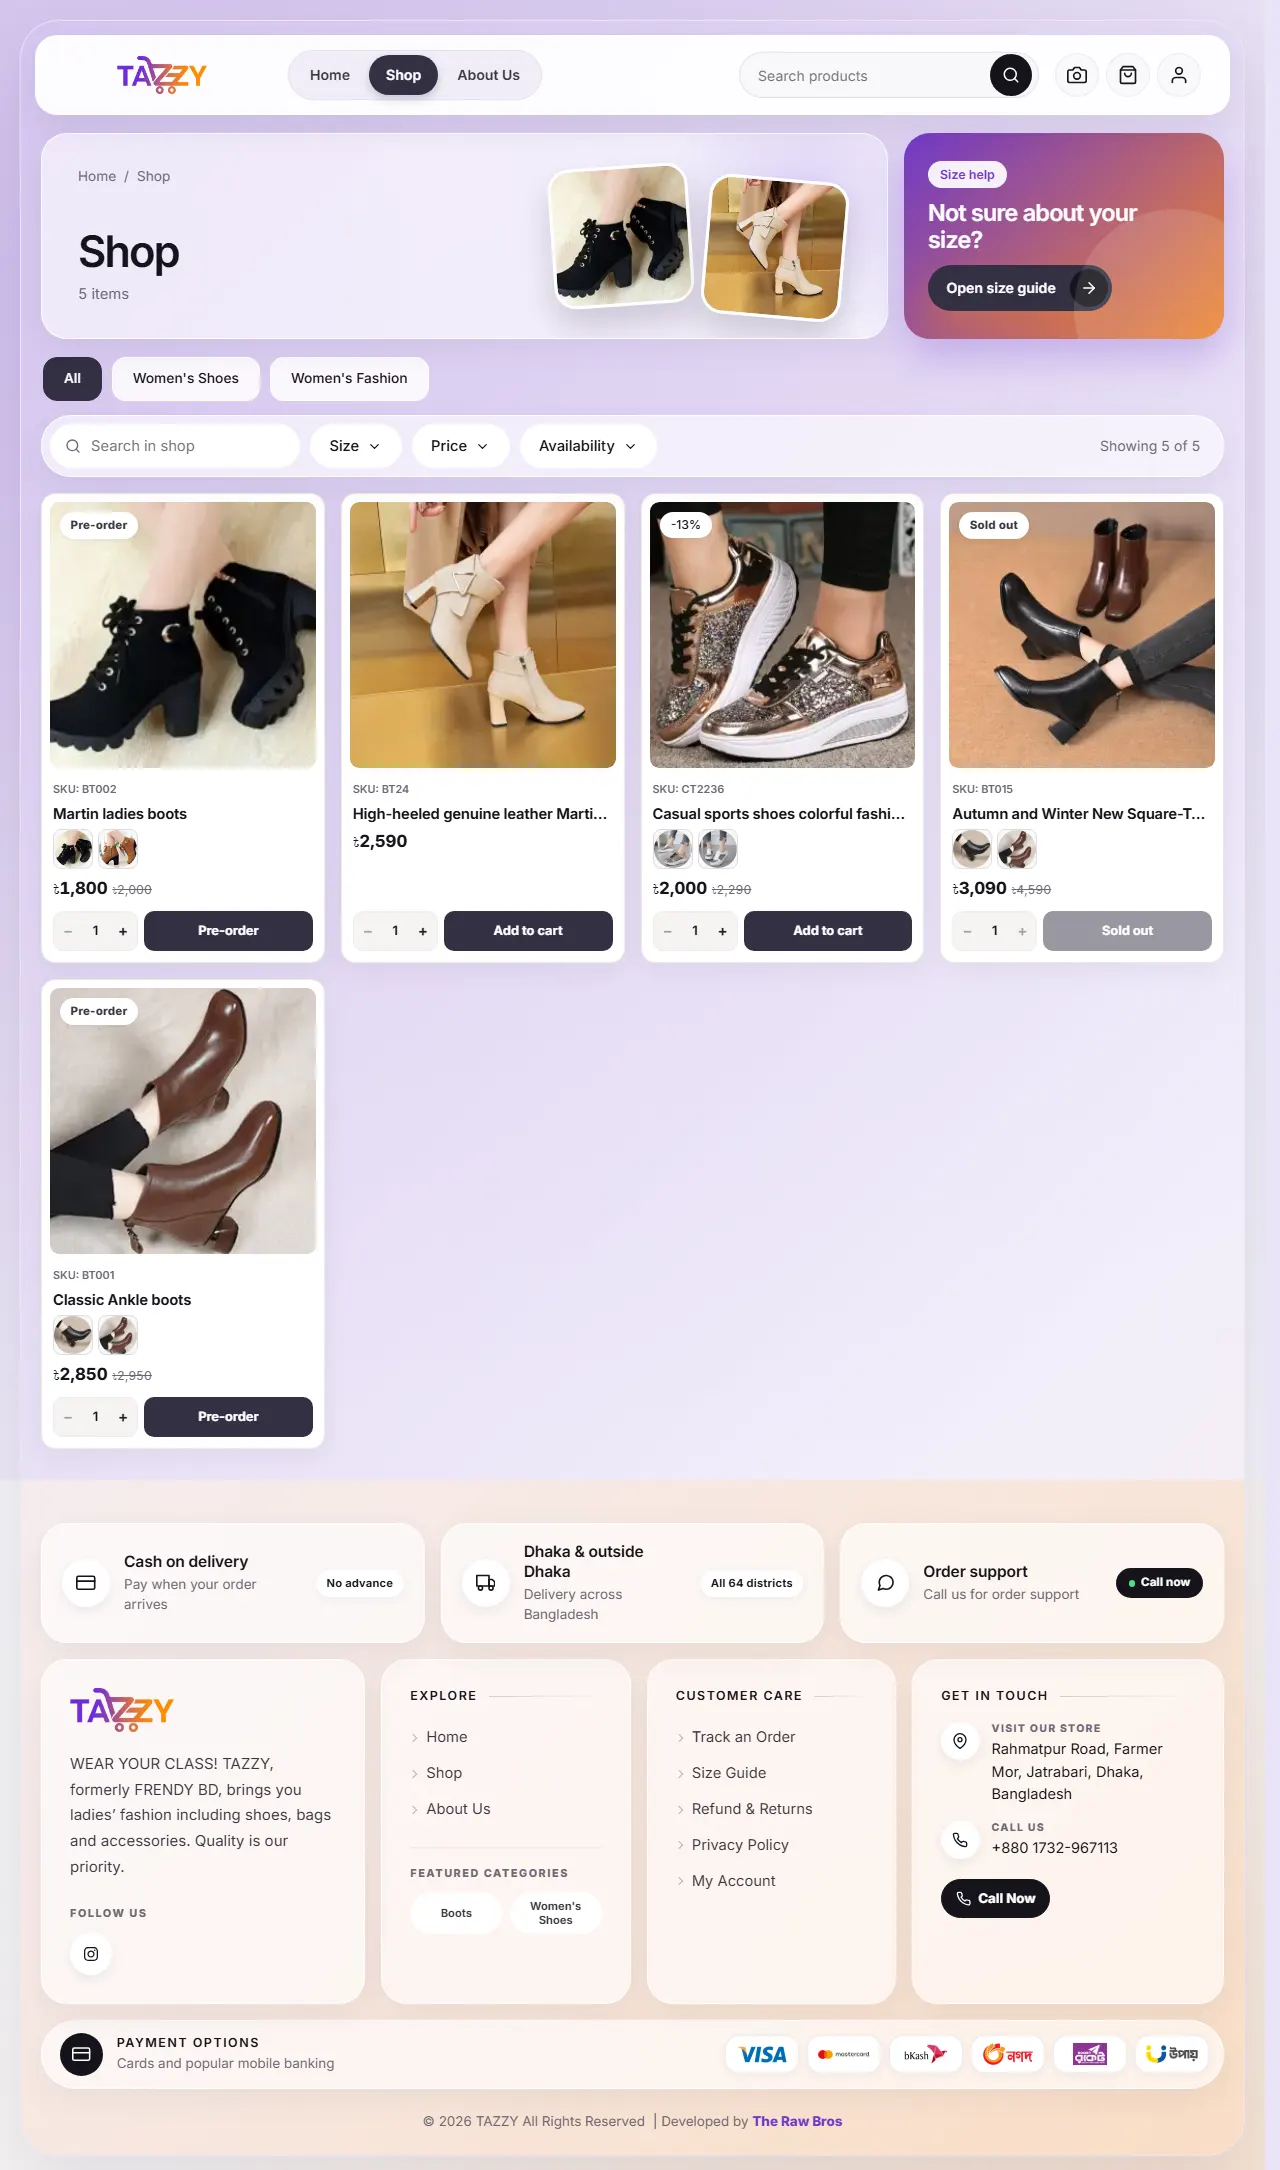 TAZZY
Home
Shop
About Us
Search products
Home / Shop
Shop
5 items
Size help
Not sure about your
size?
Open size guide
All
Women's Shoes
Women's Fashion
Search in shop
Size
Price
Availability
Showing 5 of 5
Pre-order
SKU: BT002
Martin ladies boots
৳1,800 ৳2,000
− 1 +
Pre-order
SKU: BT24
High-heeled genuine leather Marti...
৳2,590
− 1 +
Add to cart
-13%
SKU: CT2236
Casual sports shoes colorful fashi...
৳2,000 ৳2,290
− 1 +
Add to cart
Sold out
SKU: BT015
Autumn and Winter New Square-T...
৳3,090 ৳4,590
− 1 +
Sold out
Pre-order
SKU: BT001
Classic Ankle boots
৳2,850 ৳2,950
− 1 +
Pre-order
Cash on delivery
Pay when your order
arrives
No advance
Dhaka & outside
Dhaka
Delivery across
Bangladesh
All 64 districts
Order support
Call us for order support
Call now
TAZZY
WEAR YOUR CLASS! TAZZY,
formerly FRENDY BD, brings you
ladies’ fashion including shoes, bags
and accessories. Quality is our
priority.
FOLLOW US
EXPLORE
Home
Shop
About Us
FEATURED CATEGORIES
Boots
Women's
Shoes
CUSTOMER CARE
Track an Order
Size Guide
Refund & Returns
Privacy Policy
My Account
GET IN TOUCH
VISIT OUR STORE
Rahmatpur Road, Farmer
Mor, Jatrabari, Dhaka,
Bangladesh
CALL US
+880 1732-967113
Call Now
PAYMENT OPTIONS
Cards and popular mobile banking
VISA
mastercard
bKash
নগদ
রকেট
উপায়
© 2026 TAZZY All Rights Reserved | Developed by The Raw Bros